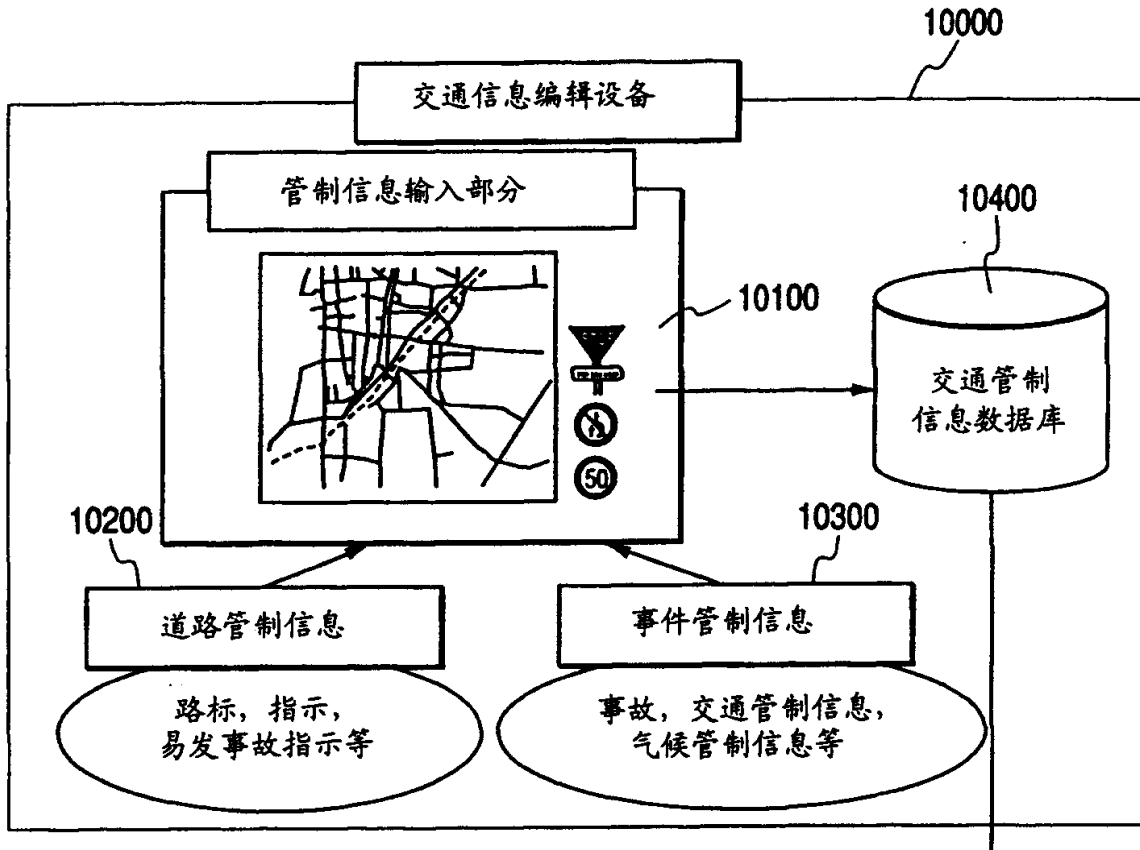 10000
交通信息编辑设备
管制信息输入部分
10400
10100
50
交通管制
信息数据库
10200
10300
道路管制信息
事件管制信息
路标，指示，
易发事故指示等
事故，交通管制信息，
气候管制信息等